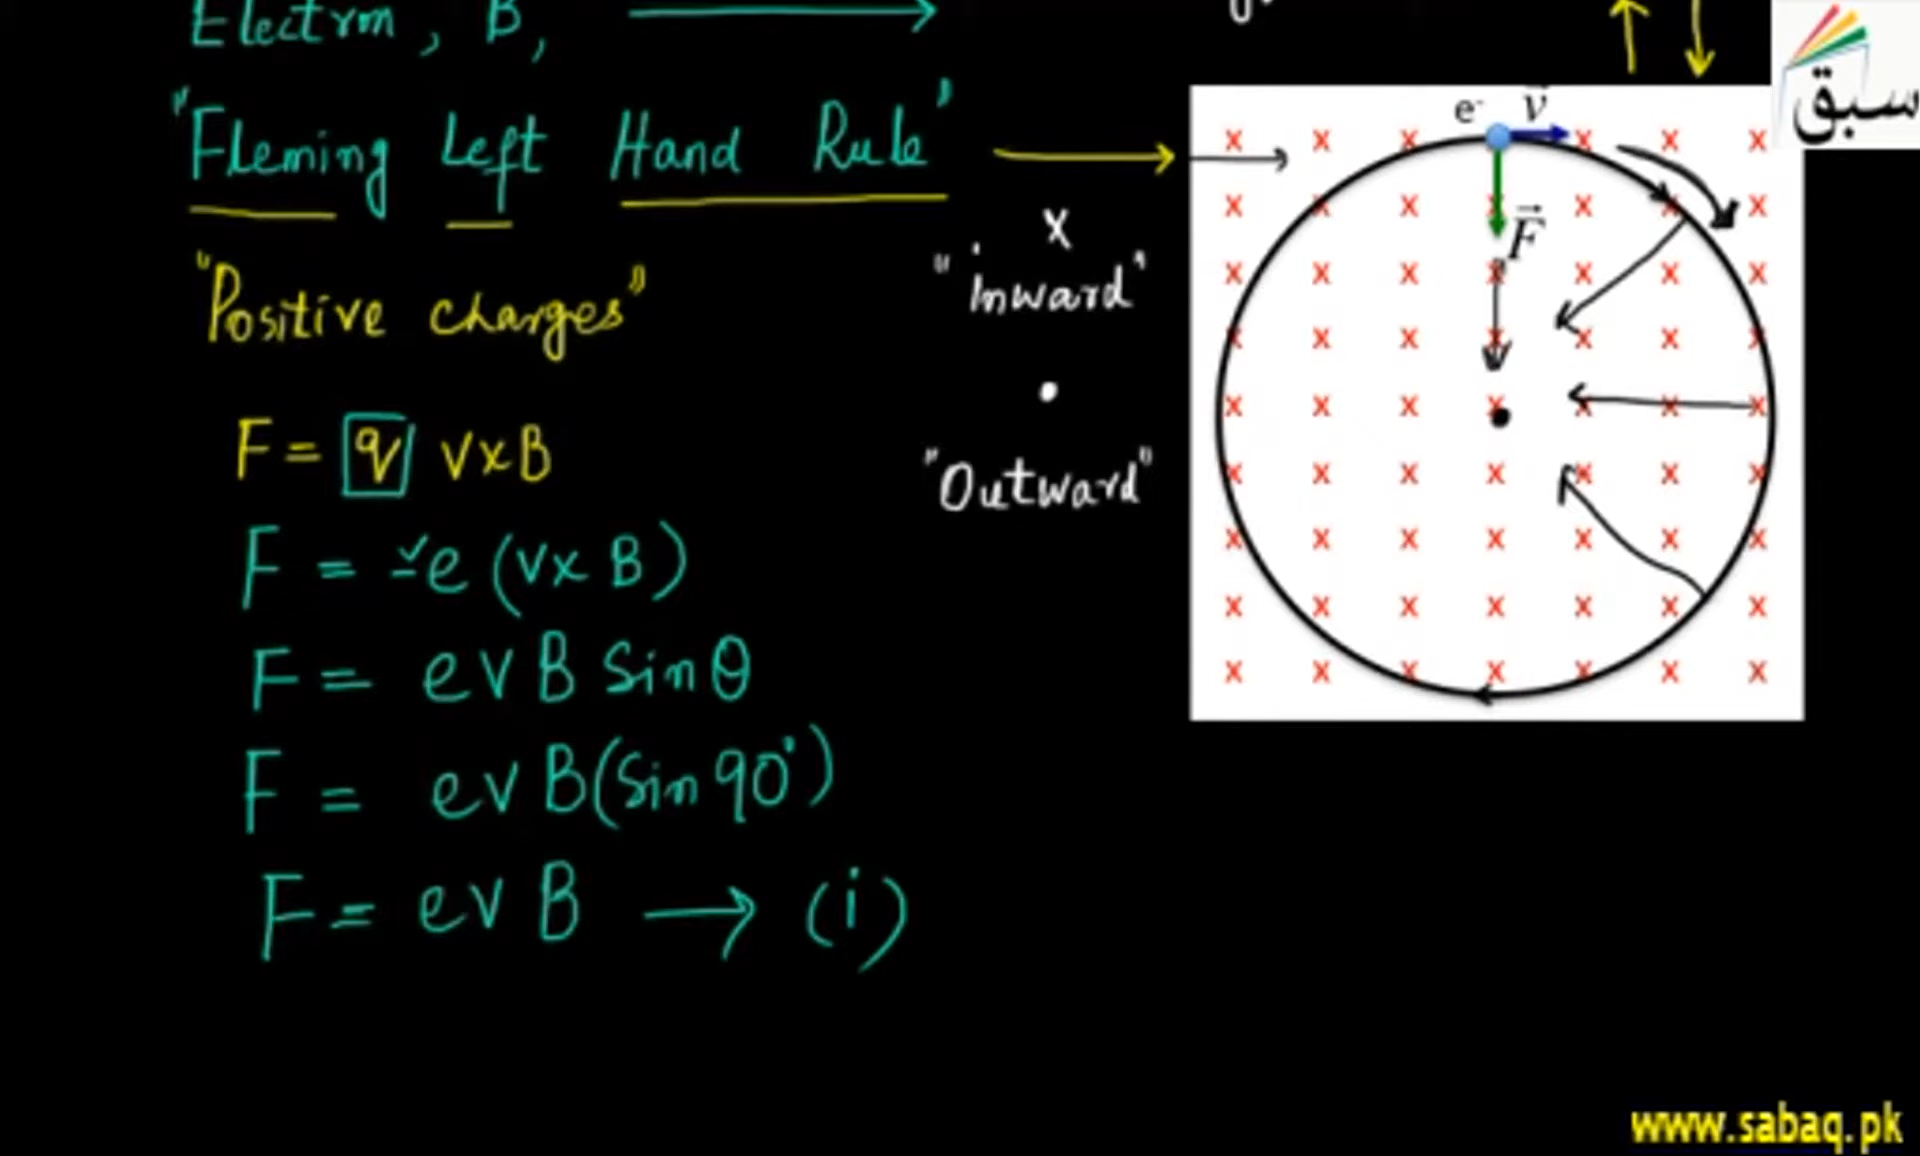 Electron, B,
"Fleming Left Hand Rule"
"Positive charges"
F = q v×B
F = -e (v×B)
F = evB Sinθ
F = evB(Sin 90°)
F = evB → (i)
x
"inward"
•
"Outward"
e⁻ v
F
سبق
www.sabaq.pk